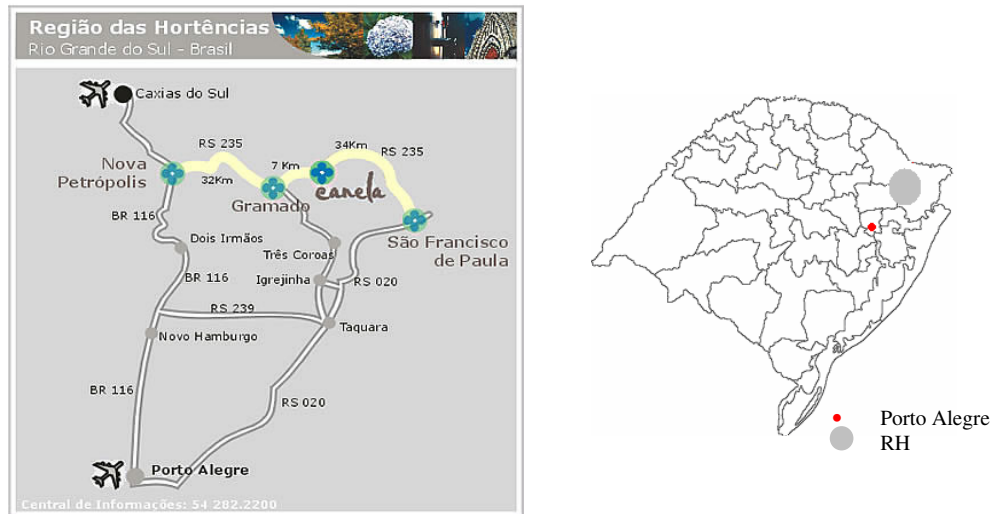 Região das Hortências
Rio Grande do Sul - Brasil
Caxias do Sul
RS 235
34Km
RS 235
7 Km
Nova
Petrópolis
32Km
canela
Gramado
BR 116
Dois Irmãos
São Francisco
de Paula
Três Coroas
BR 116
Igrejinha
RS 020
RS 239
Taquara
Novo Hamburgo
BR 116
RS 020
Porto Alegre
Central de Informações: 54 282.2200
Porto Alegre
RH